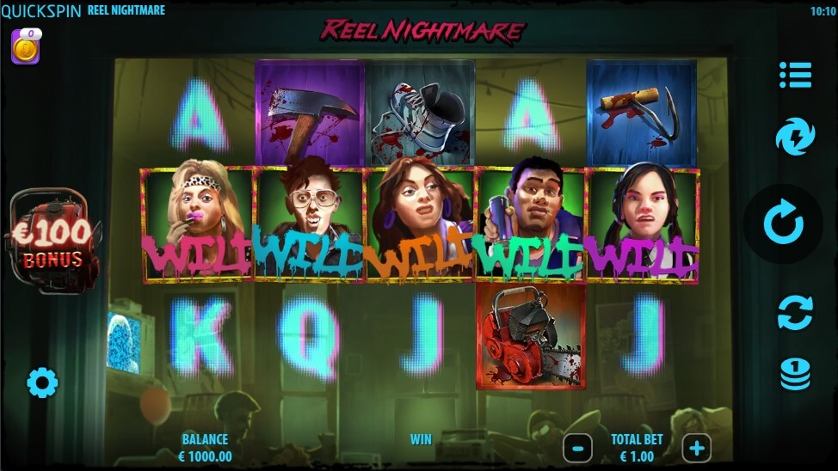 QUICKSPIN REEL NIGHTMARE
10:10
REEL NIGHTMARE
0
A A
WILD WILD WILD WILD WILD
€100
BONUS
K Q J J
1
BALANCE WIN TOTAL BET
€ 1000.00 - € 1.00 +